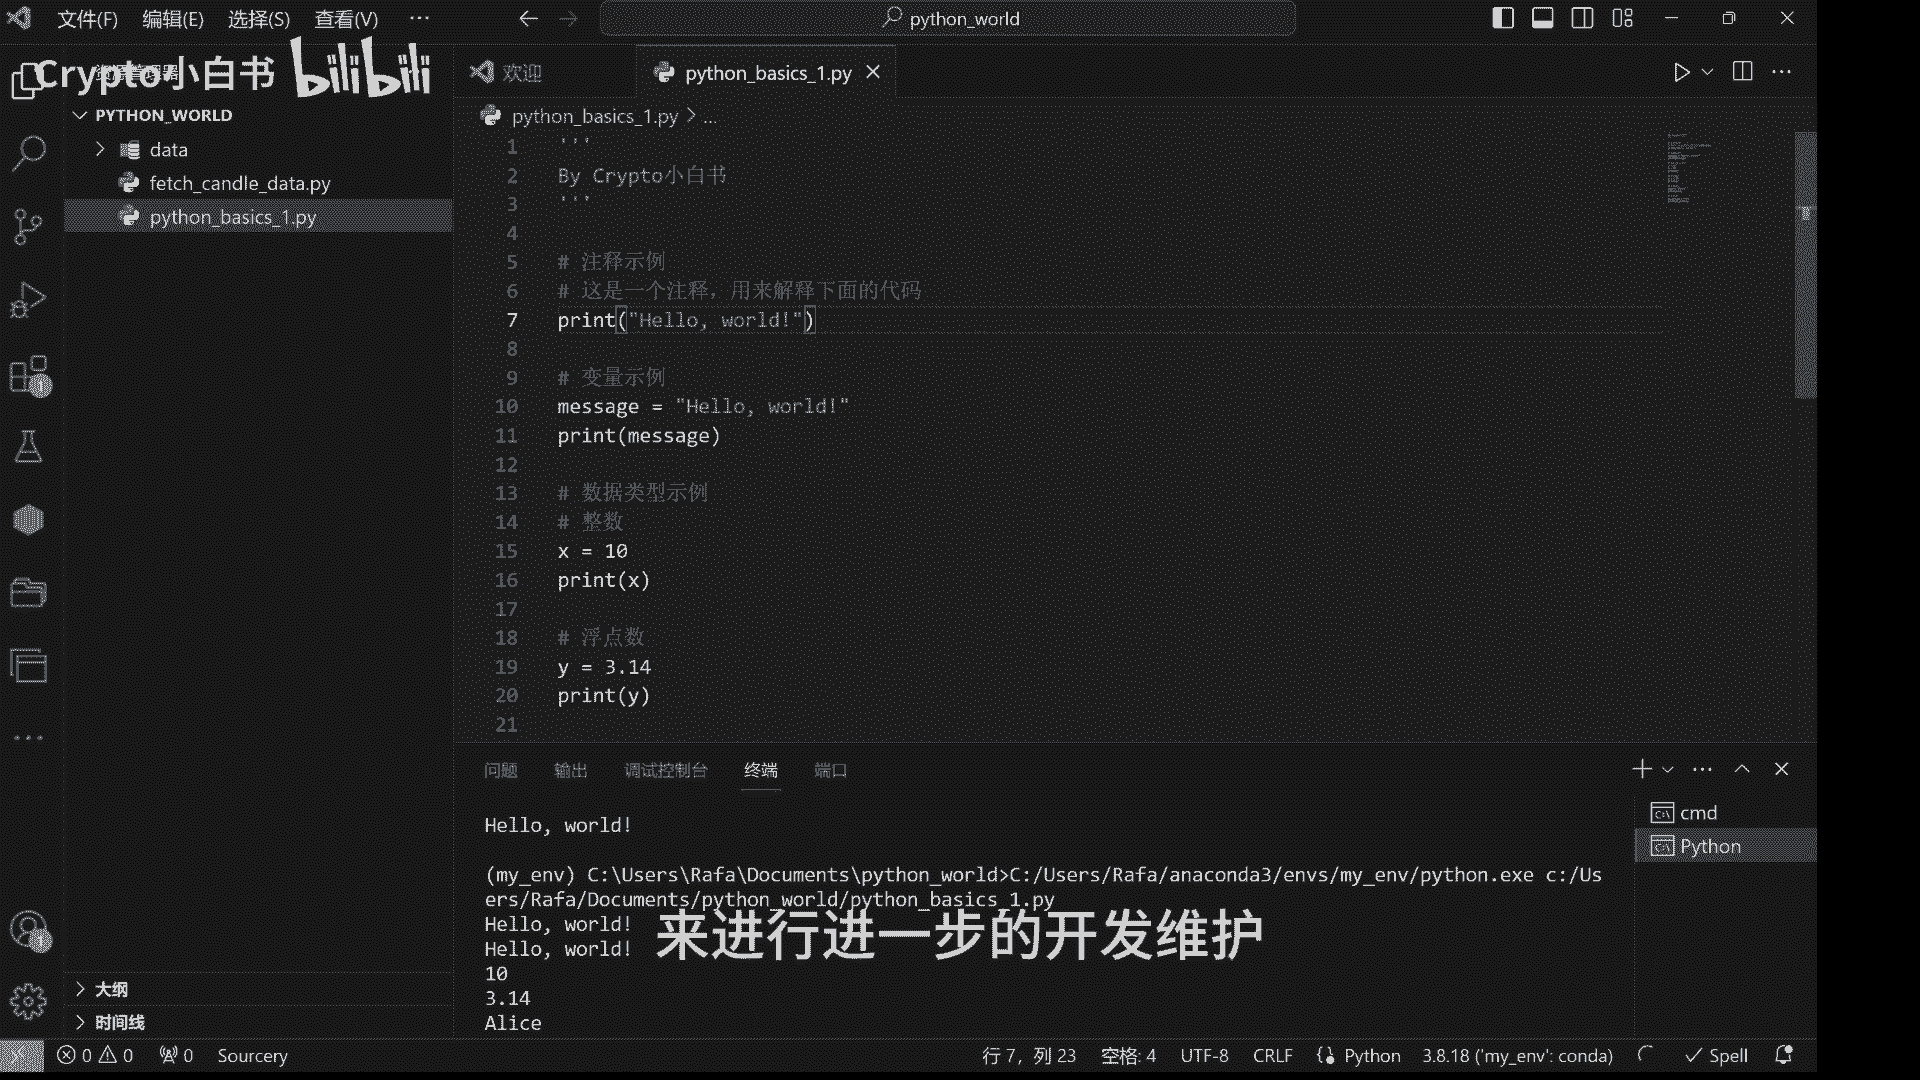 文件(F) 编辑(E) 选择(S) 查看(V) ··· python_world
Crypto小白书 bilibili
欢迎 python_basics_1.py
PYTHON_WORLD
data
fetch_candle_data.py
python_basics_1.py
python_basics_1.py > ...
1 '''
2 By Crypto小白书
3 '''
4
5 # 注释示例
6 # 这是一个注释，用来解释下面的代码
7 print("Hello, world!")
8
9 # 变量示例
10 message = "Hello, world!"
11 print(message)
12
13 # 数据类型示例
14 # 整数
15 x = 10
16 print(x)
17
18 # 浮点数
19 y = 3.14
20 print(y)
21
问题 输出 调试控制台 终端 端口
cmd
Python
Hello, world!
(my_env) C:\Users\Rafa\Documents\python_world>C:/Users/Rafa/anaconda3/envs/my_env/python.exe c:/Us
ers/Rafa/Documents/python_world/python_basics_1.py
Hello, world!
Hello, world!
10
3.14
Alice
来进行进一步的开发维护
大纲
时间线
0 0 0 Sourcery 行 7，列 23 空格: 4 UTF-8 CRLF Python 3.8.18 ('my_env': conda) Spell